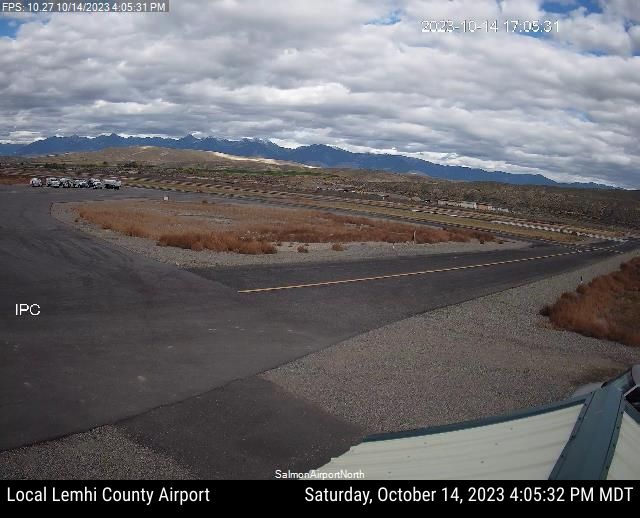 FPS: 10.27 10/14/2023 4:05:31 PM
2023-10-14 17:05:31
IPC
SalmonAirportNorth
Local Lemhi County Airport Saturday, October 14, 2023 4:05:32 PM MDT